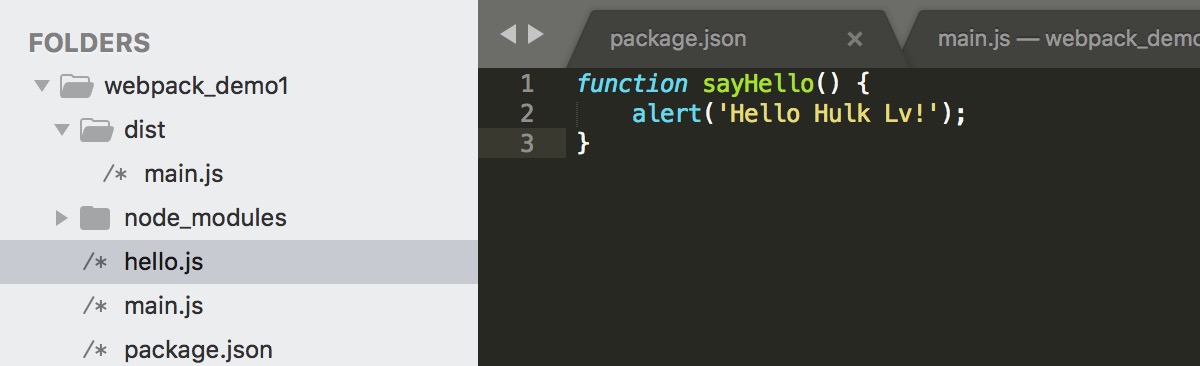 FOLDERS
webpack_demo1
dist
/* main.js
node_modules
/* hello.js
/* main.js
/* package.json
package.json ×
main.js — webpack_demo
1 function sayHello() {
2 alert('Hello Hulk Lv!');
3 }